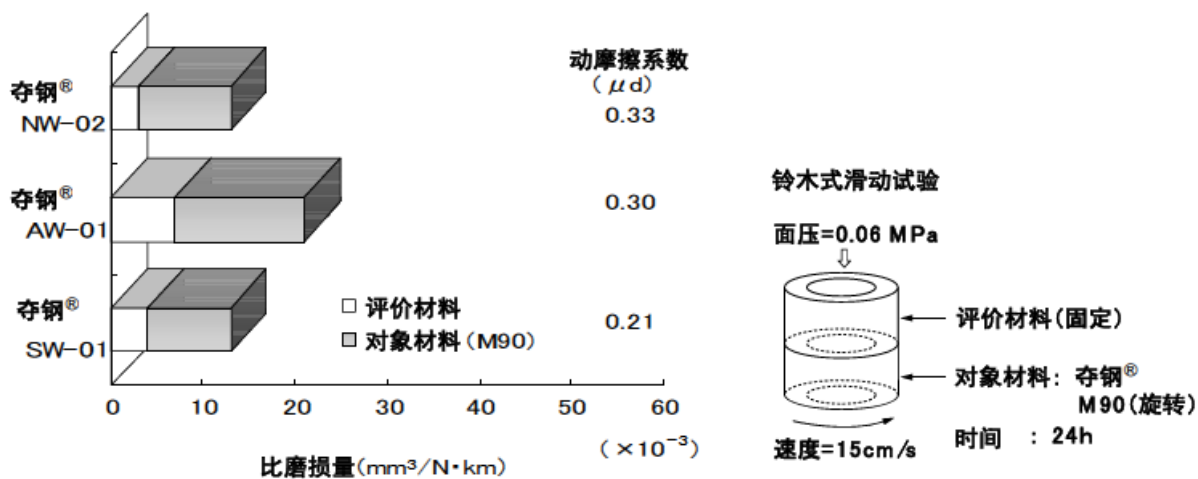 动摩擦系数
(μd)
夺钢®
NW-02
0.33
夺钢®
AW-01
0.30
夺钢®
SW-01
0.21
□ 评价材料
■ 对象材料(M90)
0 10 20 30 40 50 60
(×10⁻³)
比磨损量(mm³/N·km)
铃木式滑动试验
面压=0.06 MPa
评价材料(固定)
对象材料: 夺钢®
M90(旋转)
速度=15cm/s
时间 : 24h